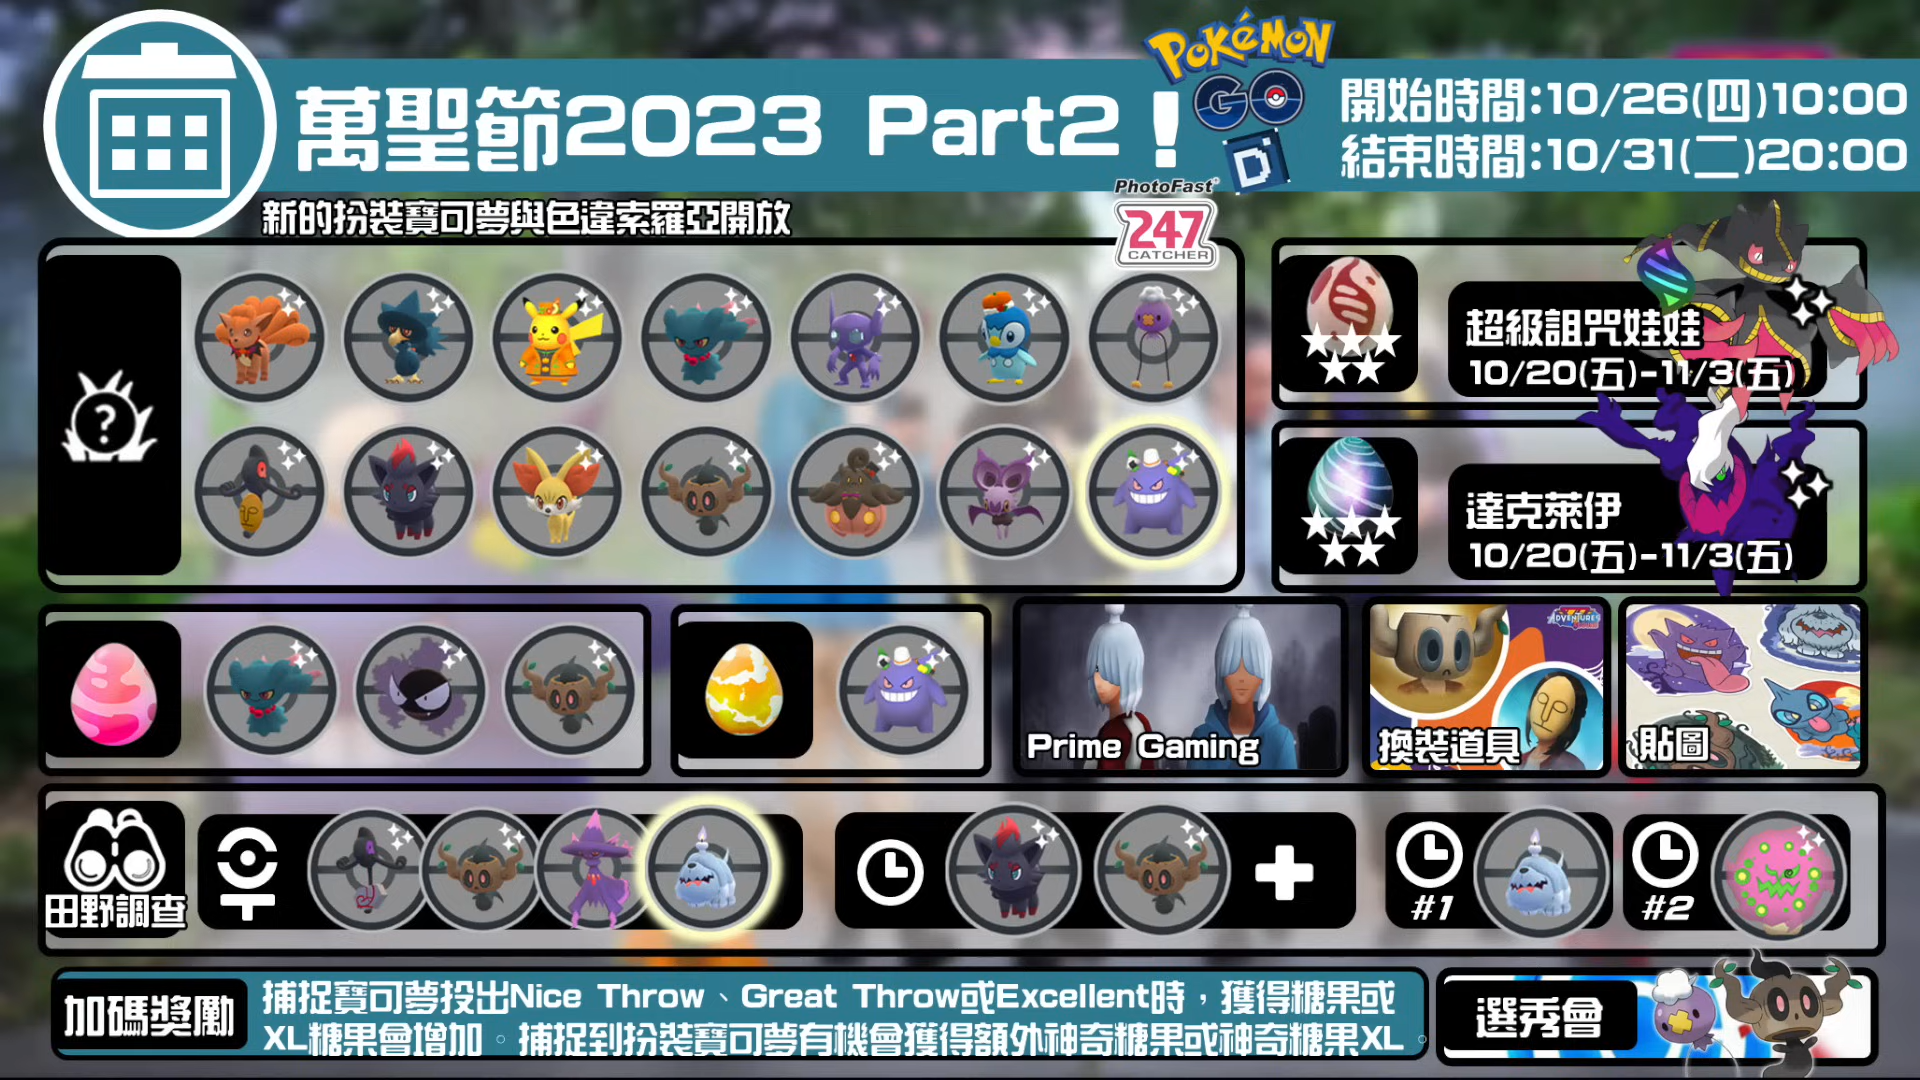 萬聖節2023 Part2！
POKéMON
GO
D
開始時間:10/26(四)10:00
結束時間:10/31(二)20:00
PhotoFast
247
CATCHER
新的扮裝寶可夢與色違索羅亞開放
?
超級詛咒娃娃
10/20(五)-11/3(五)
達克萊伊
10/20(五)-11/3(五)
Prime Gaming
ADVENTURES
換裝道具
貼圖
田野調查
#1
#2
加碼獎勵
捕捉寶可夢投出Nice Throw、Great Throw或Excellent時，獲得糖果或
XL糖果會增加。捕捉到扮裝寶可夢有機會獲得額外神奇糖果或神奇糖果XL。
選秀會